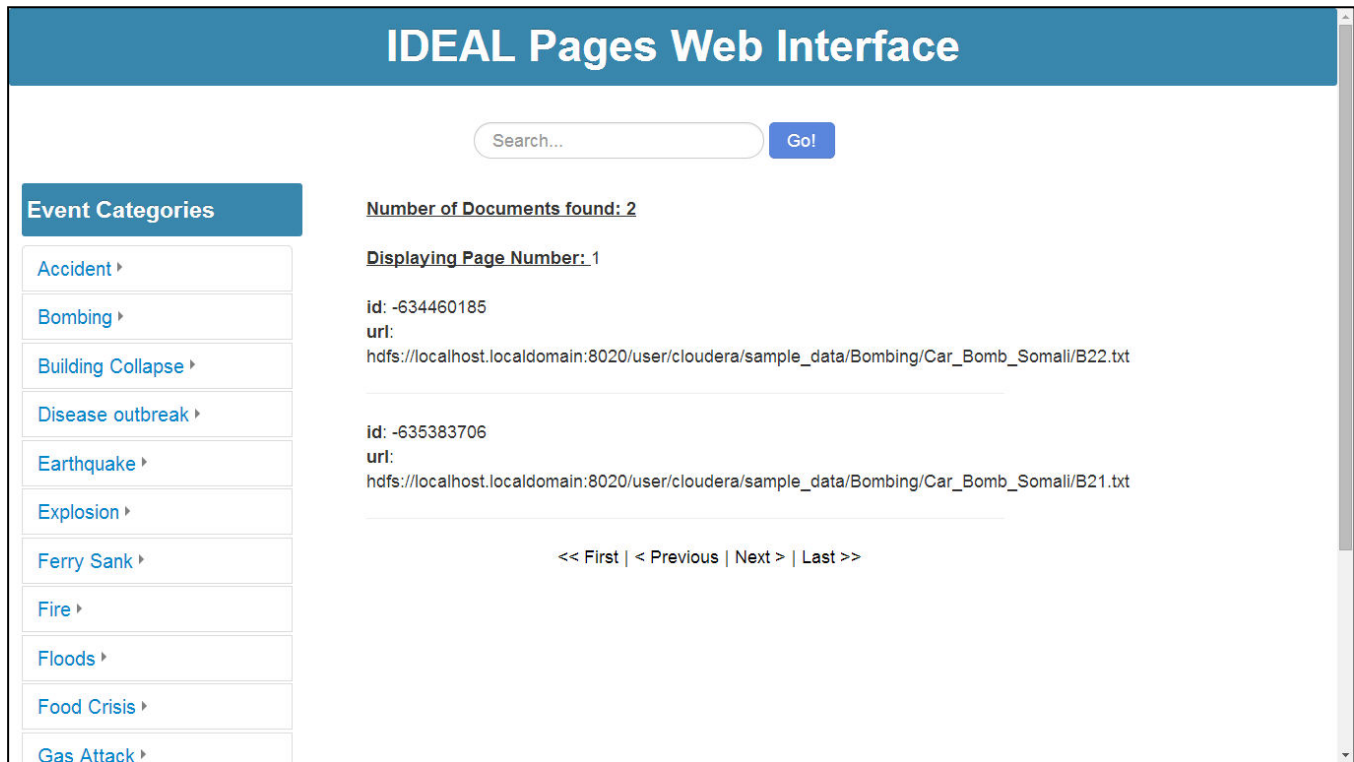 IDEAL Pages Web Interface
Search...
Go!
Event Categories
Accident
Bombing
Building Collapse
Disease outbreak
Earthquake
Explosion
Ferry Sank
Fire
Floods
Food Crisis
Gas Attack
Number of Documents found: 2
Displaying Page Number: 1
id: -634460185
url:
hdfs://localhost.localdomain:8020/user/cloudera/sample_data/Bombing/Car_Bomb_Somali/B22.txt
id: -635383706
url:
hdfs://localhost.localdomain:8020/user/cloudera/sample_data/Bombing/Car_Bomb_Somali/B21.txt
<< First | < Previous | Next > | Last >>